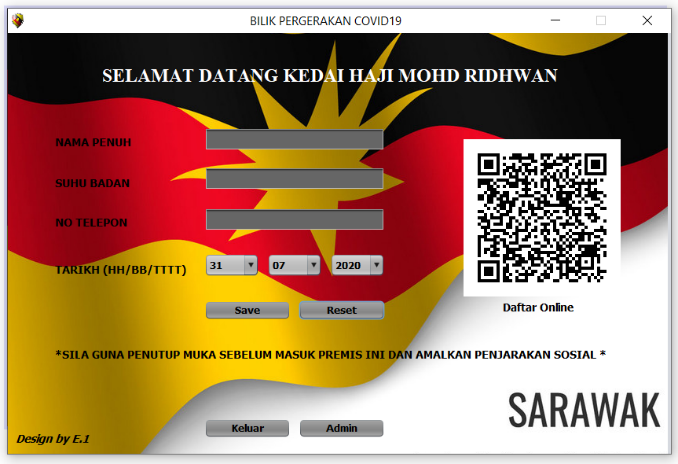 BILIK PERGERAKAN COVID19
SELAMAT DATANG KEDAI HAJI MOHD RIDHWAN
NAMA PENUH
SUHU BADAN
NO TELEPON
TARIKH (HH/BB/TTTT) 31 07 2020
Save Reset
Daftar Online
*SILA GUNA PENUTUP MUKA SEBELUM MASUK PREMIS INI DAN AMALKAN PENJARAKAN SOSIAL *
SARAWAK
Keluar Admin
Design by E.1